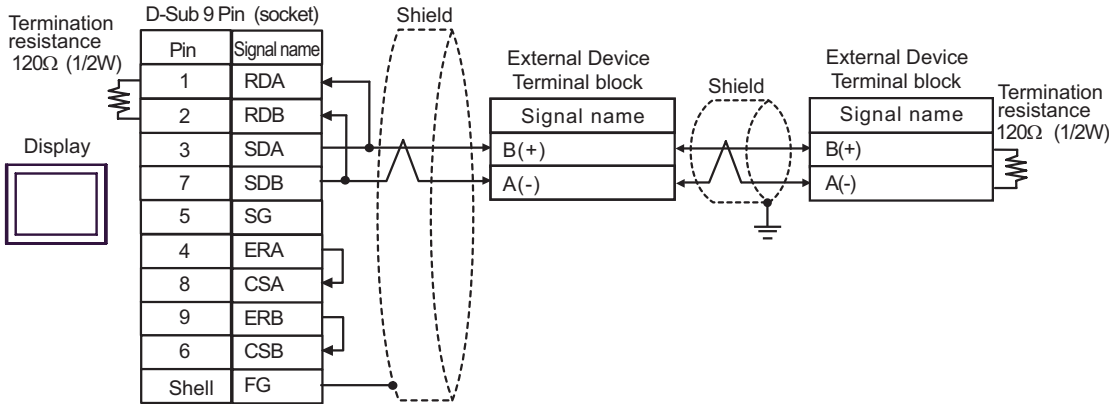 D-Sub 9 Pin (socket)
Termination
resistance
120Ω (1/2W)
Pin Signal name
1 RDA
2 RDB
3 SDA
7 SDB
5 SG
4 ERA
8 CSA
9 ERB
6 CSB
Shell FG
Display
Shield
External Device
Terminal block
Signal name
B(+)
A(-)
Shield
External Device
Terminal block
Signal name
B(+)
A(-)
Termination
resistance
120Ω (1/2W)